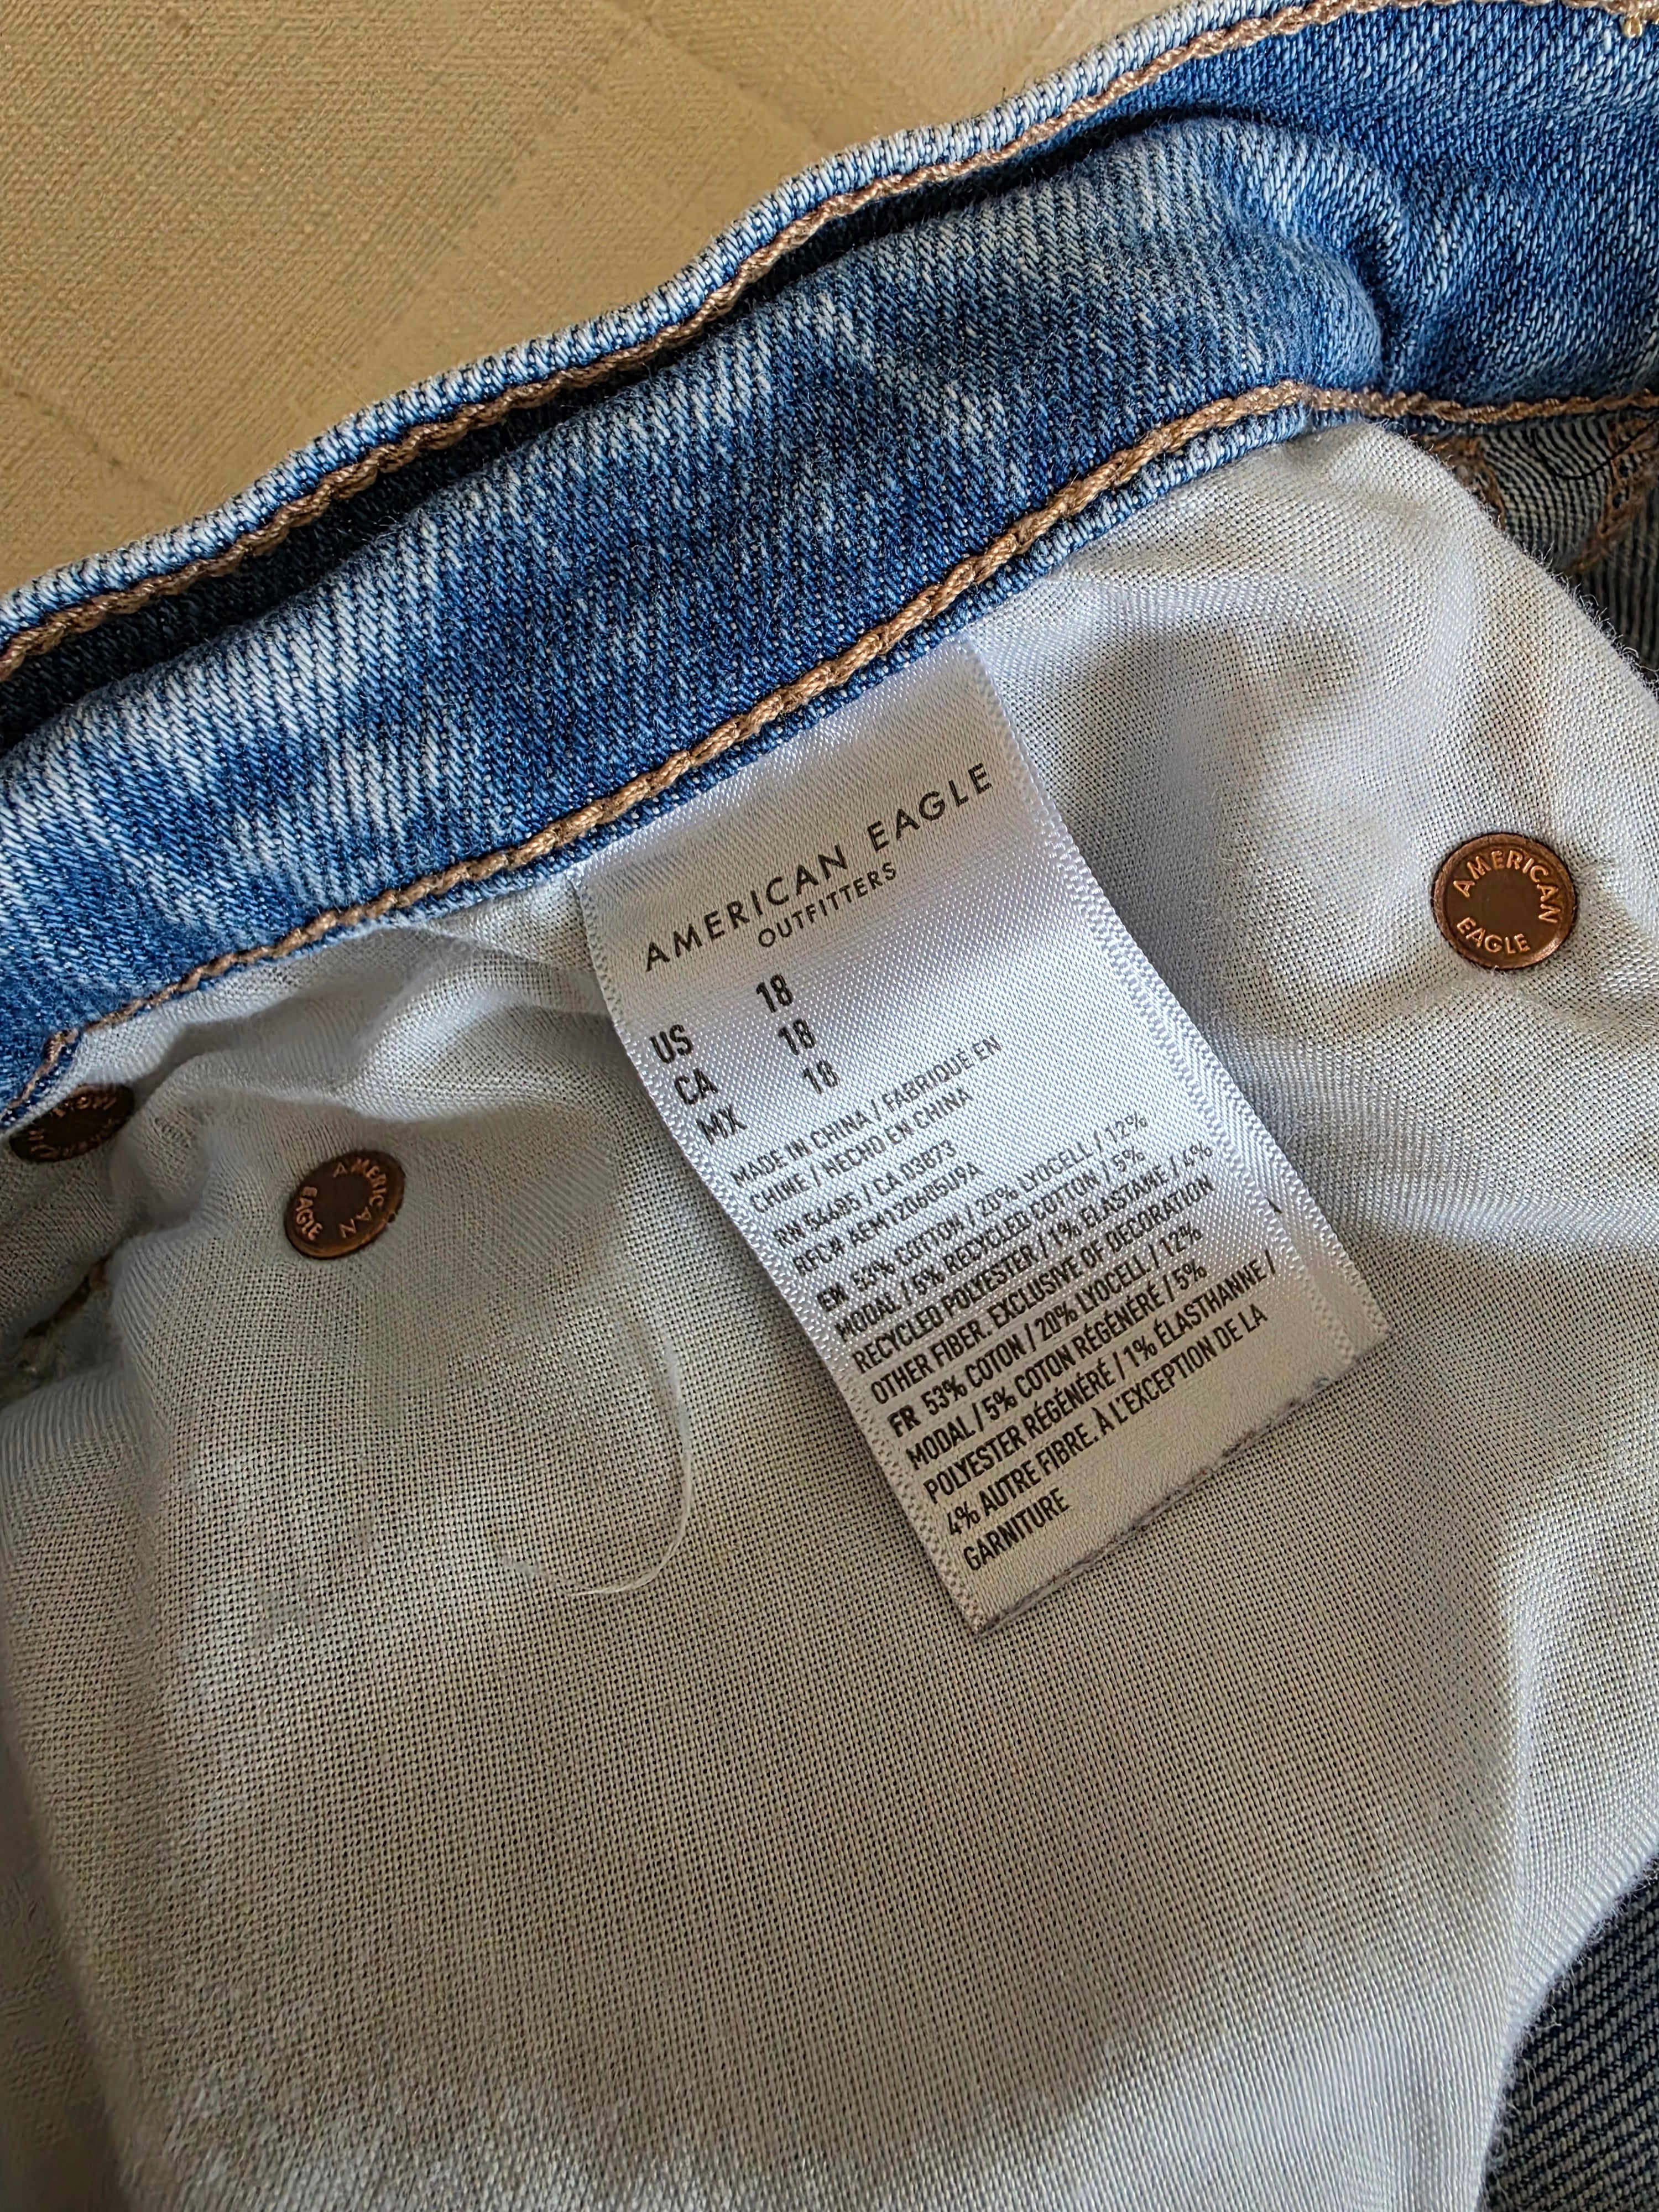 AMERICAN EAGLE
OUTFITTERS
US 18
CA 18
MX 18
MADE IN CHINA / FABRIQUÉ EN
CHINE / HECHO EN CHINA
RN 54485 / CA 03673
RFC# AEM120605U9A
EN 53% COTTON / 20% LYOCELL / 12%
MODAL / 5% RECYCLED COTTON / 5%
RECYCLED POLYESTER / 1% ELASTANE / 4%
OTHER FIBER. EXCLUSIVE OF DECORATION
FR 53% COTON / 20% LYOCELL / 12%
MODAL / 5% COTON RÉGÉNÉRÉ / 5%
POLYESTER RÉGÉNÉRÉ / 1% ÉLASTHANNE /
4% AUTRE FIBRE. À L'EXCEPTION DE LA
GARNITURE
AMERICAN
EAGLE
AMERICAN
EAGLE